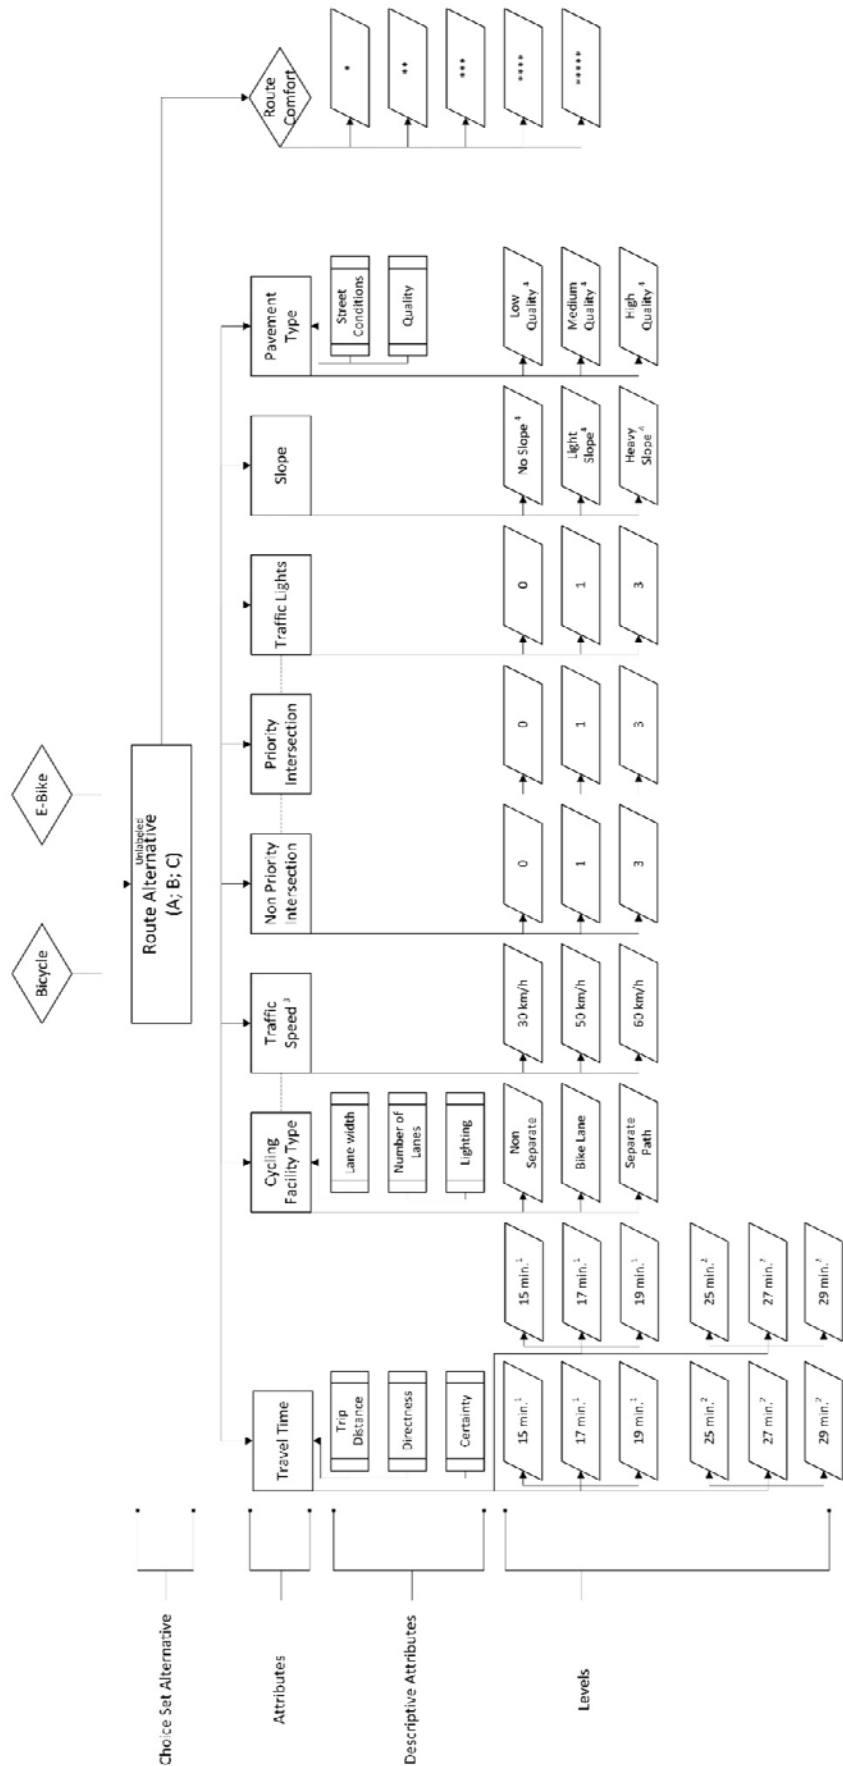 Bicycle
E-Bike
Choice Set Alternative
Unlabeled
Route Alternative
(A; B; C)
Attributes
Travel Time
Cycling
Facility Type
Traffic
Speed ³
Non Priority
Intersection
Priority
Intersection
Traffic Lights
Slope
Pavement
Type
Route
Comfort
Descriptive Attributes
Trip
Distance
Directness
Certainty
Lane width
Number of
Lanes
Lighting
Street
Conditions
Quality
*
**
***
****
*****
Levels
15 min.¹
17 min.¹
19 min.¹
25 min.²
27 min.²
29 min.²
15 min.¹
17 min.¹
19 min.¹
25 min.²
27 min.²
29 min.²
Non
Separate
Bike Lane
Separate
Path
30 km/h
50 km/h
60 km/h
0
1
3
0
1
3
0
1
3
No Slope ⁴
Light
Slope⁴
Heavy
Slope ⁴
Low
Quality ⁴
Medium
Quality ⁴
High
Quality ⁴